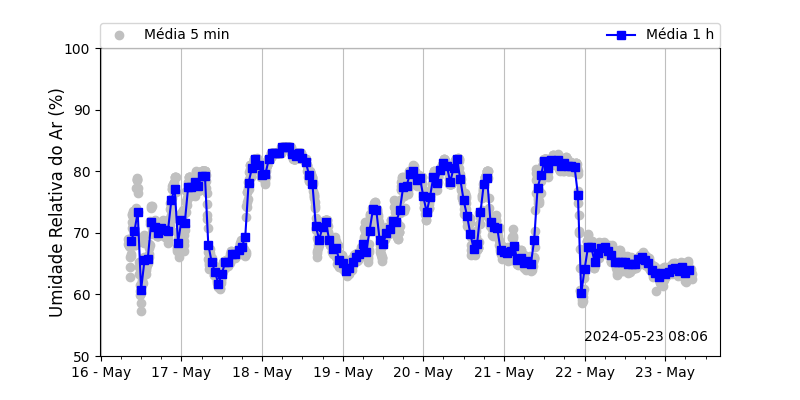 Média 5 min
Média 1 h
Umidade Relativa do Ar (%)
100
90
80
70
60
50
2024-05-23 08:06
16 - May
17 - May
18 - May
19 - May
20 - May
21 - May
22 - May
23 - May